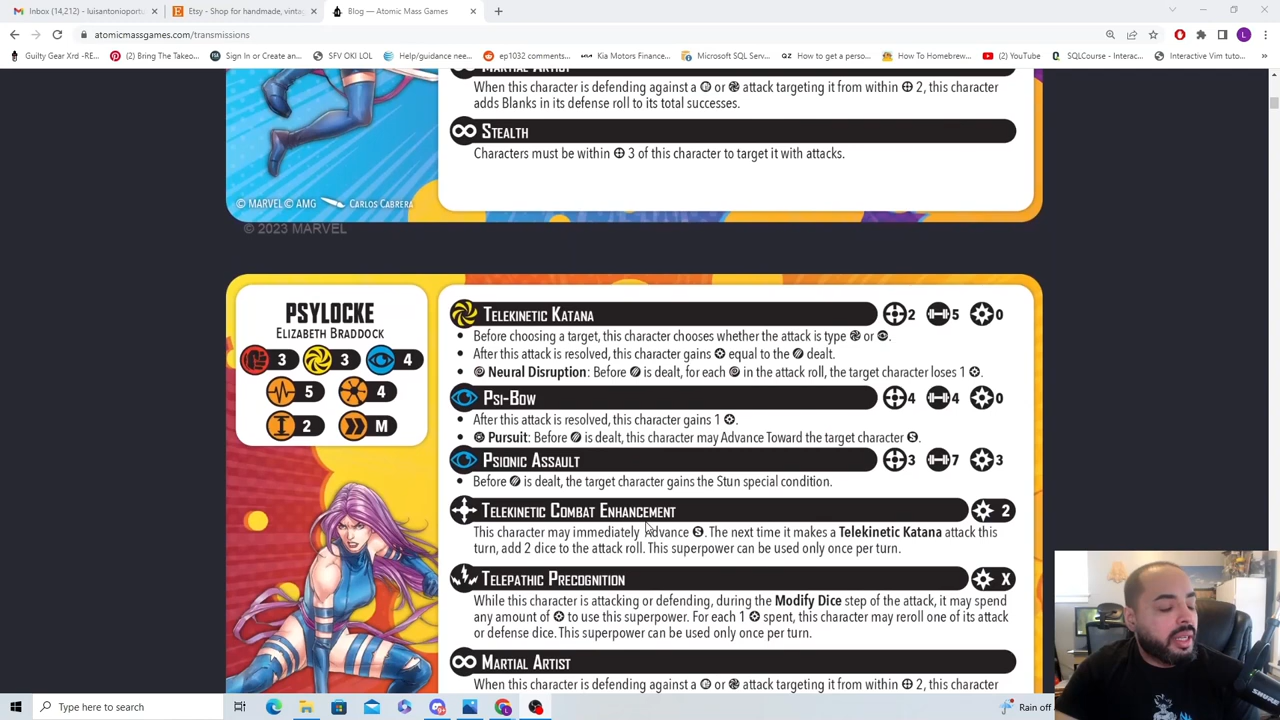 Inbox (14,212) - luisantonioportu
Etsy - Shop for handmade, vintag
Blog — Atomic Mass Games
atomicmassgames.com/transmissions
L
Guilty Gear Xrd -RE...
(2) Bring The Takeo...
Sign In or Create an...
SFV OKI LOL
Help/guidance nee...
ep1032 comments...
Kia Motors Finance...
Microsoft SQL Serv...
How to get a perso...
How To Homebrew...
(2) YouTube
SQLCourse - Interac...
Interactive Vim tuto...
MARTIAL ARTIST
When this character is defending against a or attack targeting it from within 2, this character
adds Blanks in its defense roll to its total successes.
STEALTH
Characters must be within 3 of this character to target it with attacks.
© MARVEL © AMG CARLOS CABRERA
© 2023 MARVEL
PSYLOCKE
ELIZABETH BRADDOCK
3 3 4
5 4
2 M
TELEKINETIC KATANA 2 5 0
• Before choosing a target, this character chooses whether the attack is type or .
• After this attack is resolved, this character gains equal to the dealt.
• Neural Disruption: Before is dealt, for each in the attack roll, the target character loses 1 .
PSI-BOW 4 4 0
• After this attack is resolved, this character gains 1 .
• Pursuit: Before is dealt, this character may Advance Toward the target character S.
PSIONIC ASSAULT 3 7 3
• Before is dealt, the target character gains the Stun special condition.
TELEKINETIC COMBAT ENHANCEMENT 2
This character may immediately Advance S. The next time it makes a Telekinetic Katana attack this
turn, add 2 dice to the attack roll. This superpower can be used only once per turn.
TELEPATHIC PRECOGNITION X
While this character is attacking or defending, during the Modify Dice step of the attack, it may spend
any amount of to use this superpower. For each 1 spent, this character may reroll one of its attack
or defense dice. This superpower can be used only once per turn.
MARTIAL ARTIST
When this character is defending against a or attack targeting it from within 2, this character
Type here to search
Rain off